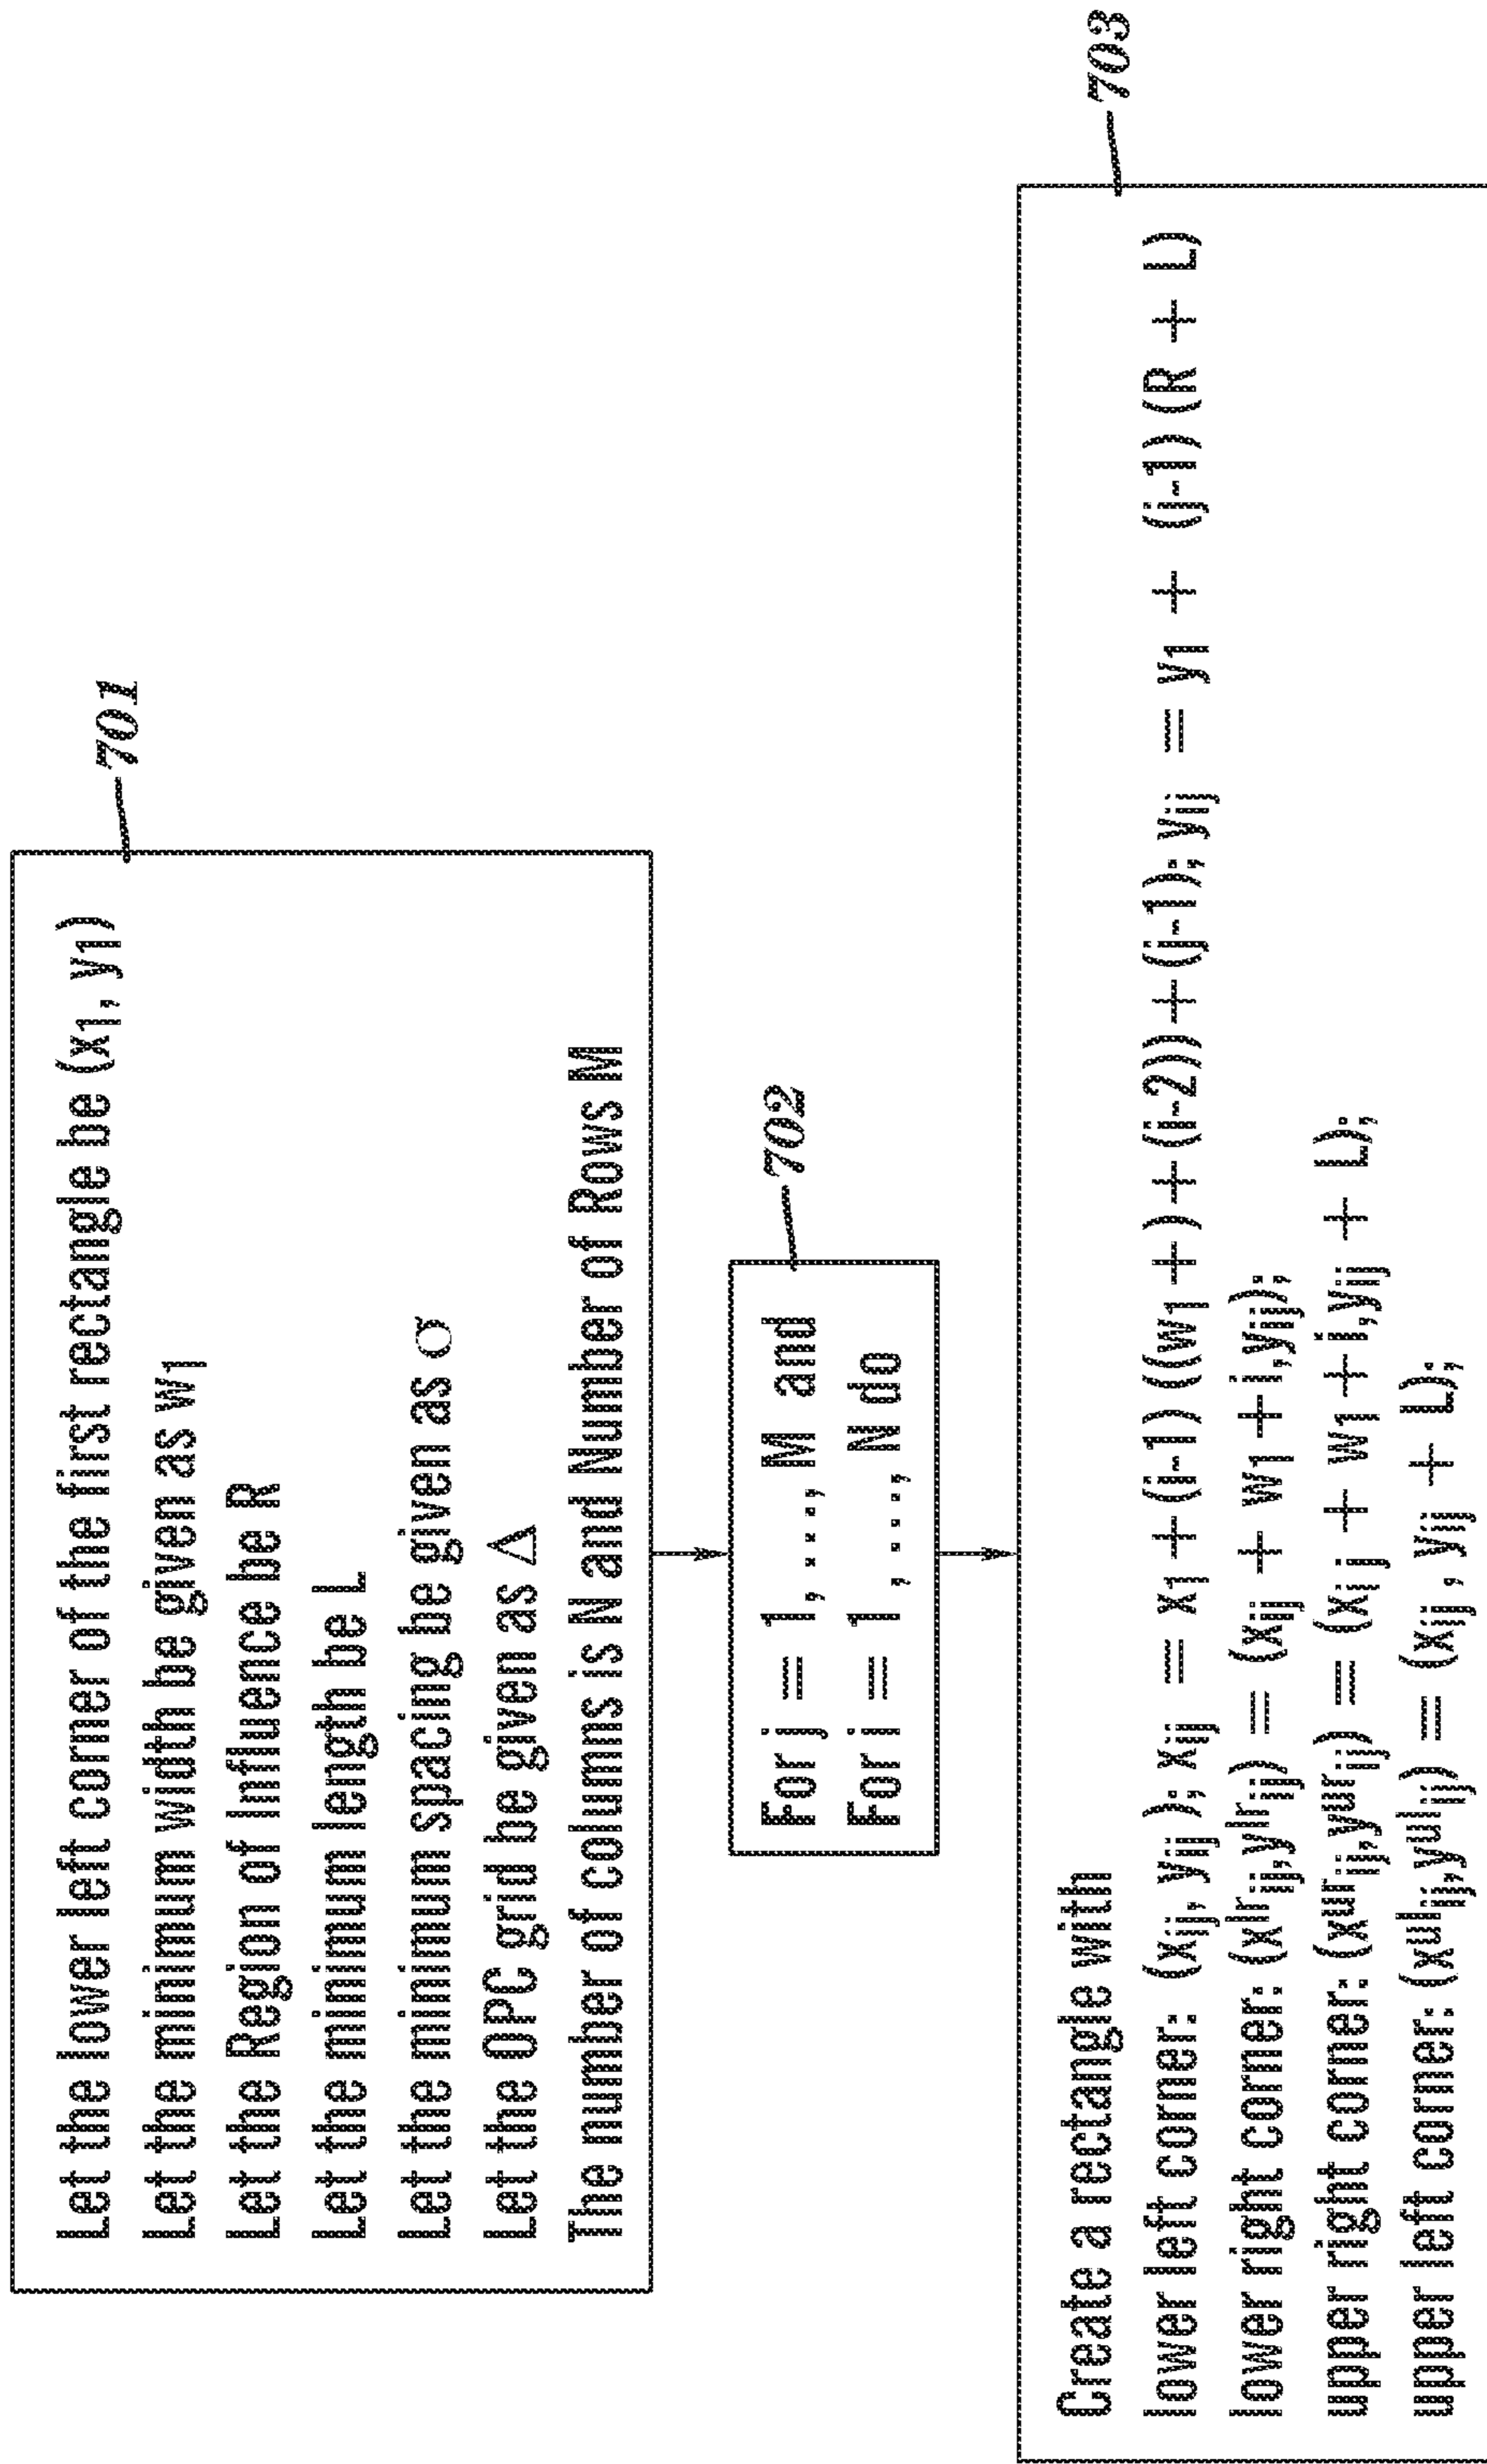 Let the lower left corner of the first rectangle be (x₁, y₁)
Let the minimum width be given as w₁
Let the Region of Influence be R
Let the minimum length be L
Let the minimum spacing be given as σ
Let the OPC grid be given as Δ
The number of columns is N and Number of Rows M
701
For j = 1,...., M and
For i = 1, ...., N do
702
Create a rectangle with
lower left corner: (xᵢⱼ, yᵢⱼ); xᵢⱼ = x₁+(i-1)((w₁+)+(i-2))+(j-1); yᵢⱼ = y₁ + (j-1)(R + L)
lower right corner: (xlrᵢⱼ,ylrᵢⱼ) = (xᵢⱼ + w₁+i,yᵢⱼ);
upper right corner: (xurᵢⱼ,yurᵢⱼ) = (xᵢⱼ + w₁+i,yᵢⱼ + L);
upper left corner: (xulᵢⱼ,yulᵢⱼ) = (xᵢⱼ, yᵢⱼ + L);
703